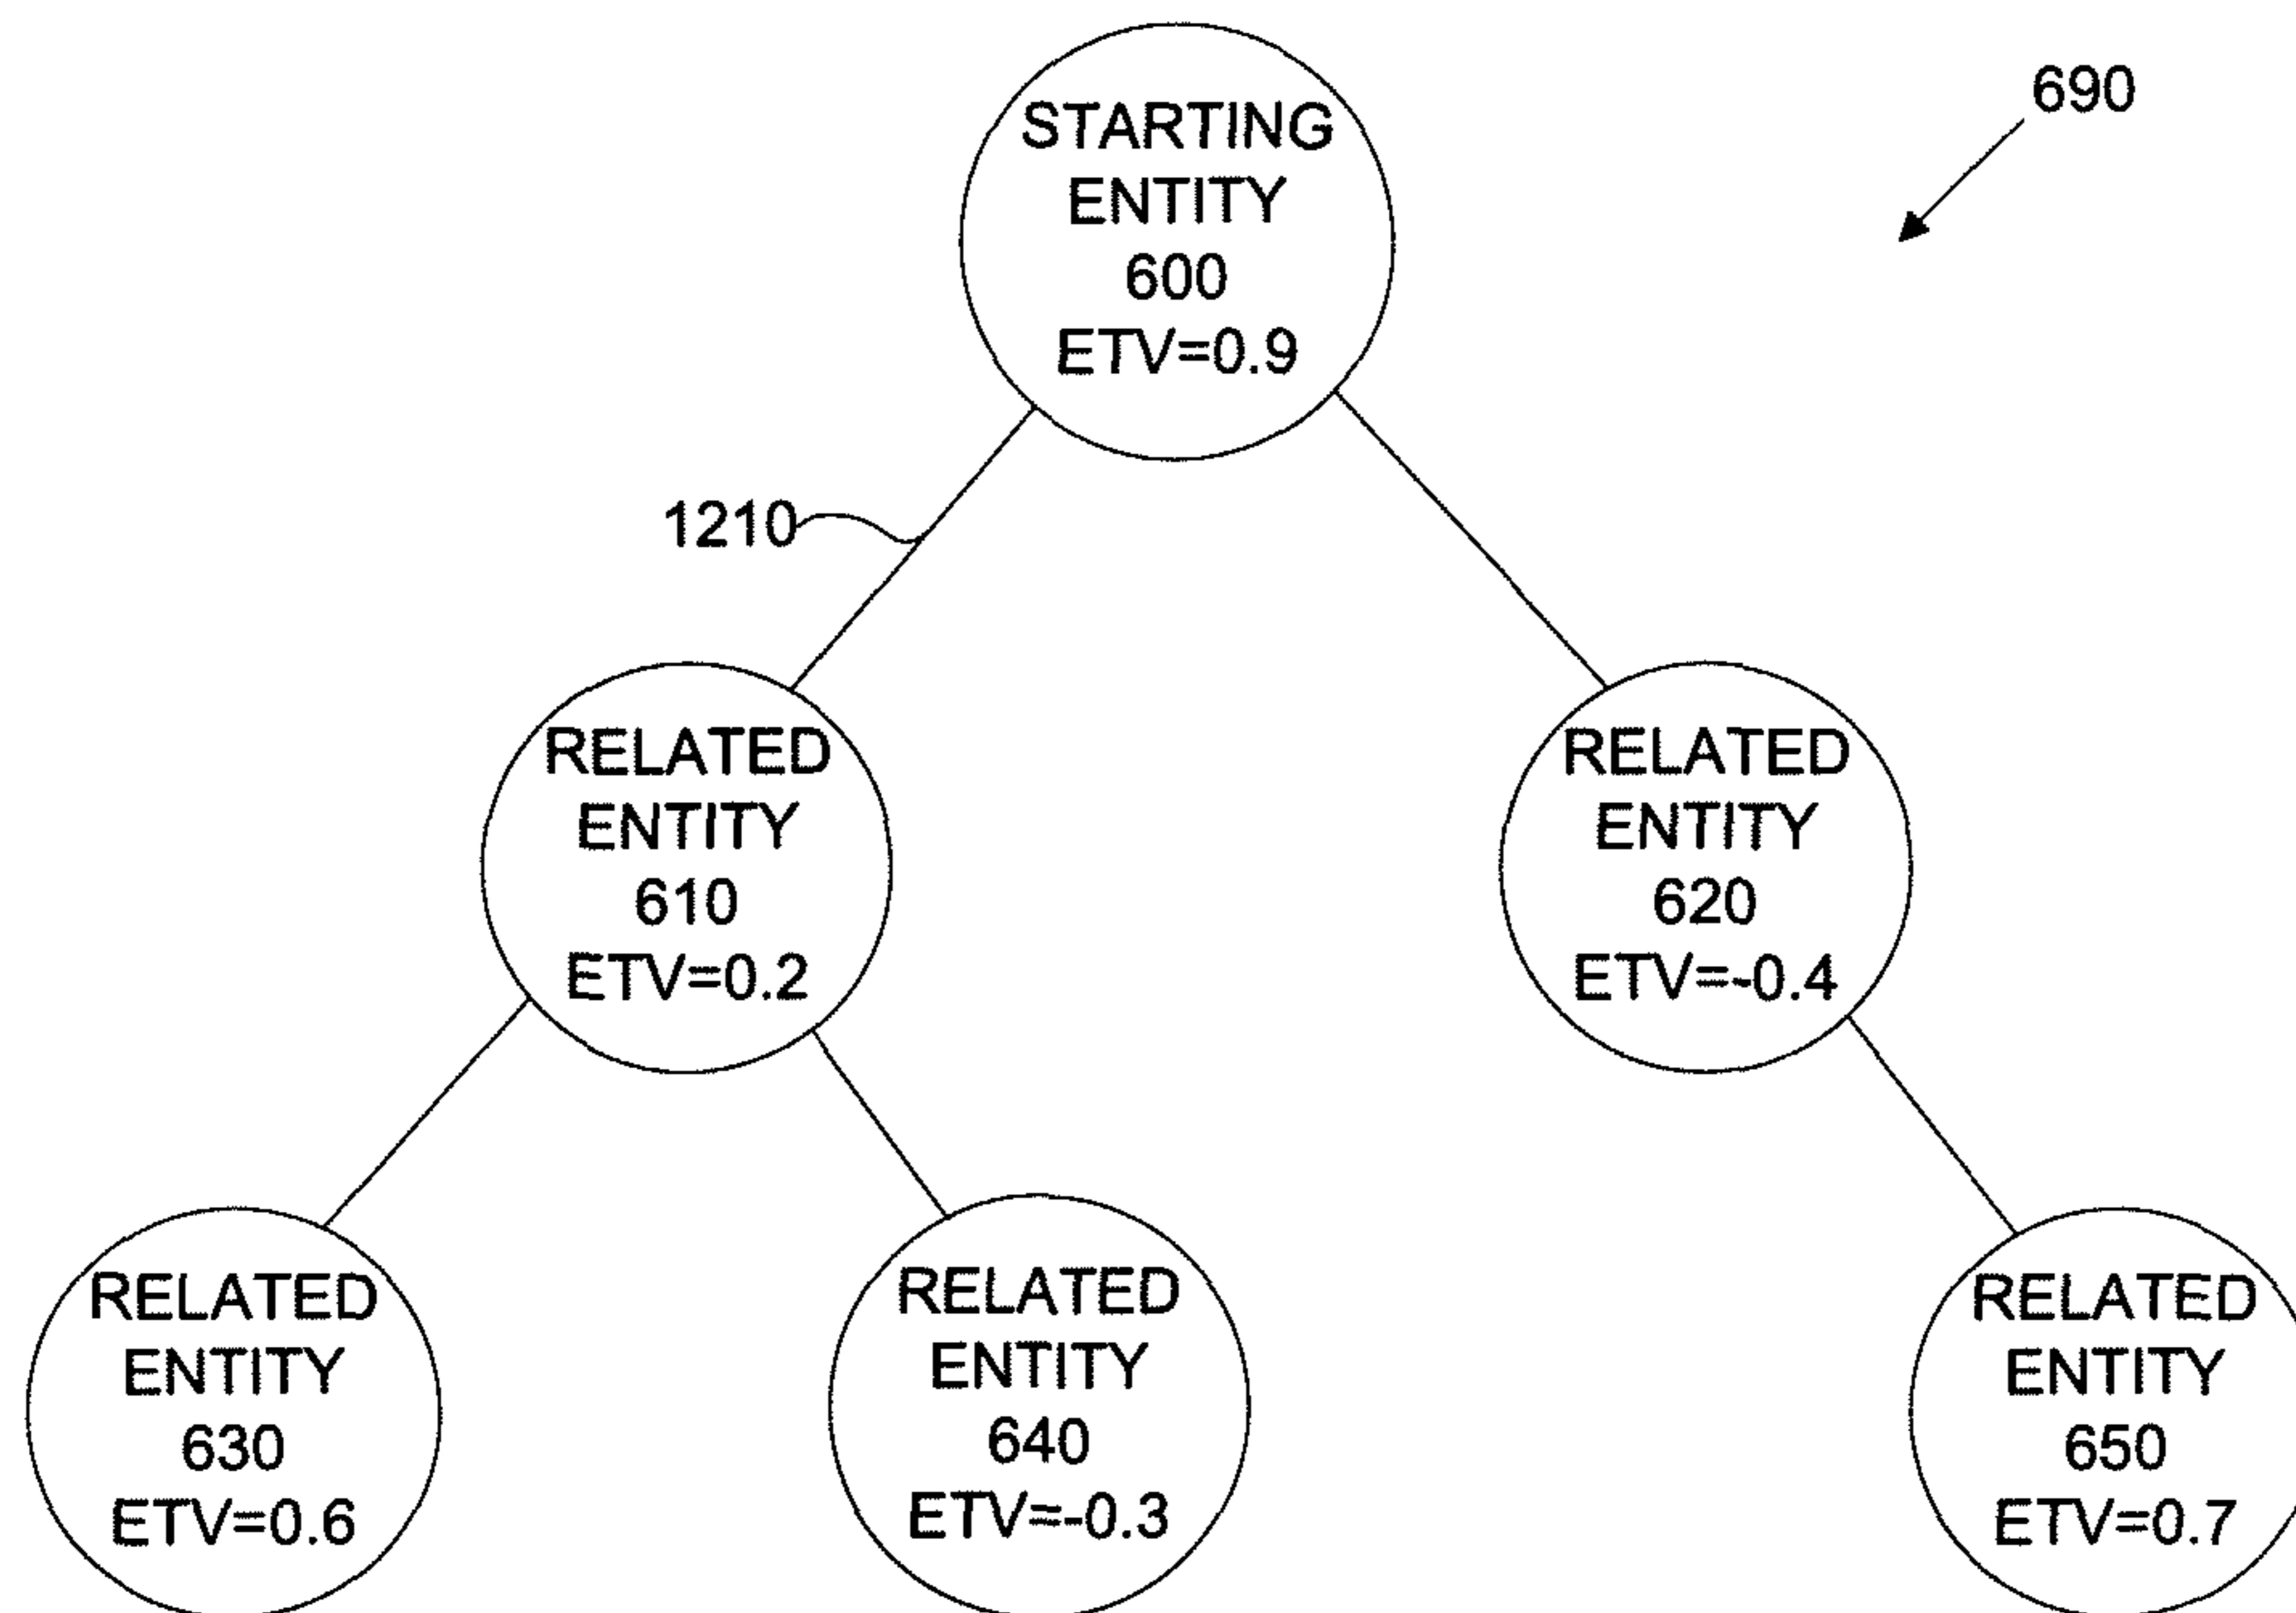 690
STARTING
ENTITY
600
ETV=0.9
1210
RELATED
ENTITY
610
ETV=0.2
RELATED
ENTITY
620
ETV=-0.4
RELATED
ENTITY
630
ETV=0.6
RELATED
ENTITY
640
ETV=-0.3
RELATED
ENTITY
650
ETV=0.7